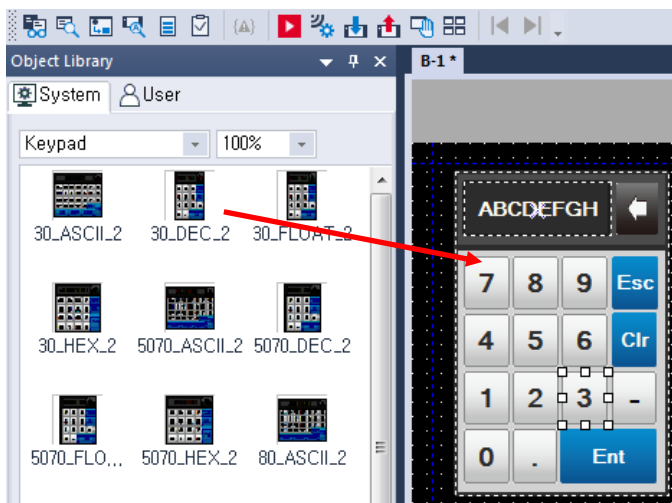 Object Library
B-1 *
System
User
Keypad
100%
30_ASCII_2
30_DEC_2
30_FLOAT_2
30_HEX_2
5070_ASCII_2
5070_DEC_2
5070_FLO...
5070_HEX_2
80_ASCII_2
ABCDEFGH
7 8 9 Esc
4 5 6 Clr
1 2 3 -
0 . Ent